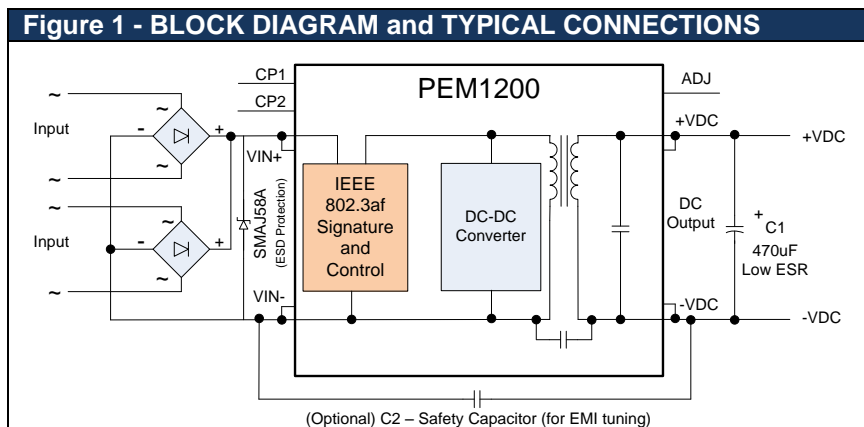 Figure 1 - BLOCK DIAGRAM and TYPICAL CONNECTIONS
CP1
CP2
PEM1200
ADJ
~
~
Input
-
+
~
~
VIN+
+VDC
+VDC
IEEE
802.3af
Signature
and
Control
DC-DC
Converter
SMAJ58A
(ESD Protection)
DC
Output
+
C1
470uF
Low ESR
~
~
Input
-
+
~
~
VIN-
-VDC
-VDC
(Optional) C2 – Safety Capacitor (for EMI tuning)